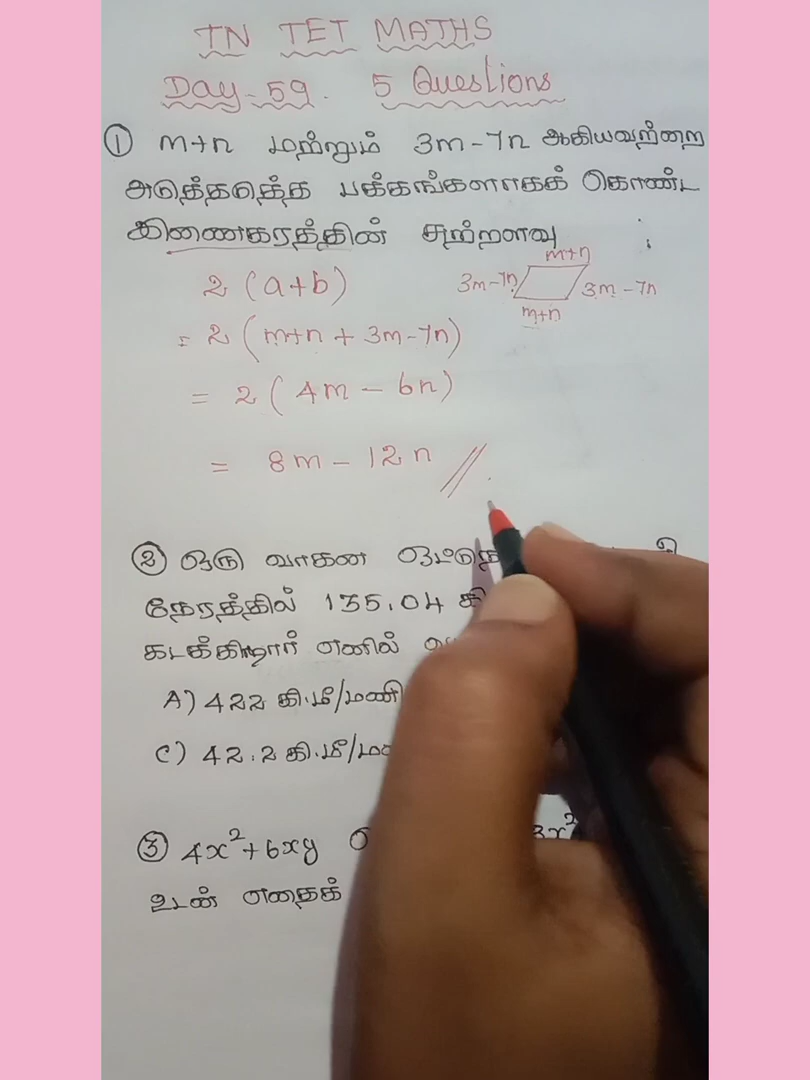 TN TET MATHS
Day - 59. 5 Questions
① m+n மற்றும் 3m-7n ஆகியவற்றை
அடுத்தடுத்த பக்கங்களாகக் கொண்ட
இணைகரத்தின் சுற்றளவு ;
2 (a+b)
m+n
3m-7n
3m-7n
m+n
= 2 (m+n + 3m-7n)
= 2 ( 4m - 6n)
= 8m - 12n //
② ஒரு வாகன
நேரத்தில் 135.04
கடக்கிறார் எனில்
A) 422 கி.மீ/மணி
C) 42.2 கி.மீ/
③ 4x²+6xy 3x²
உடன் எதைக்